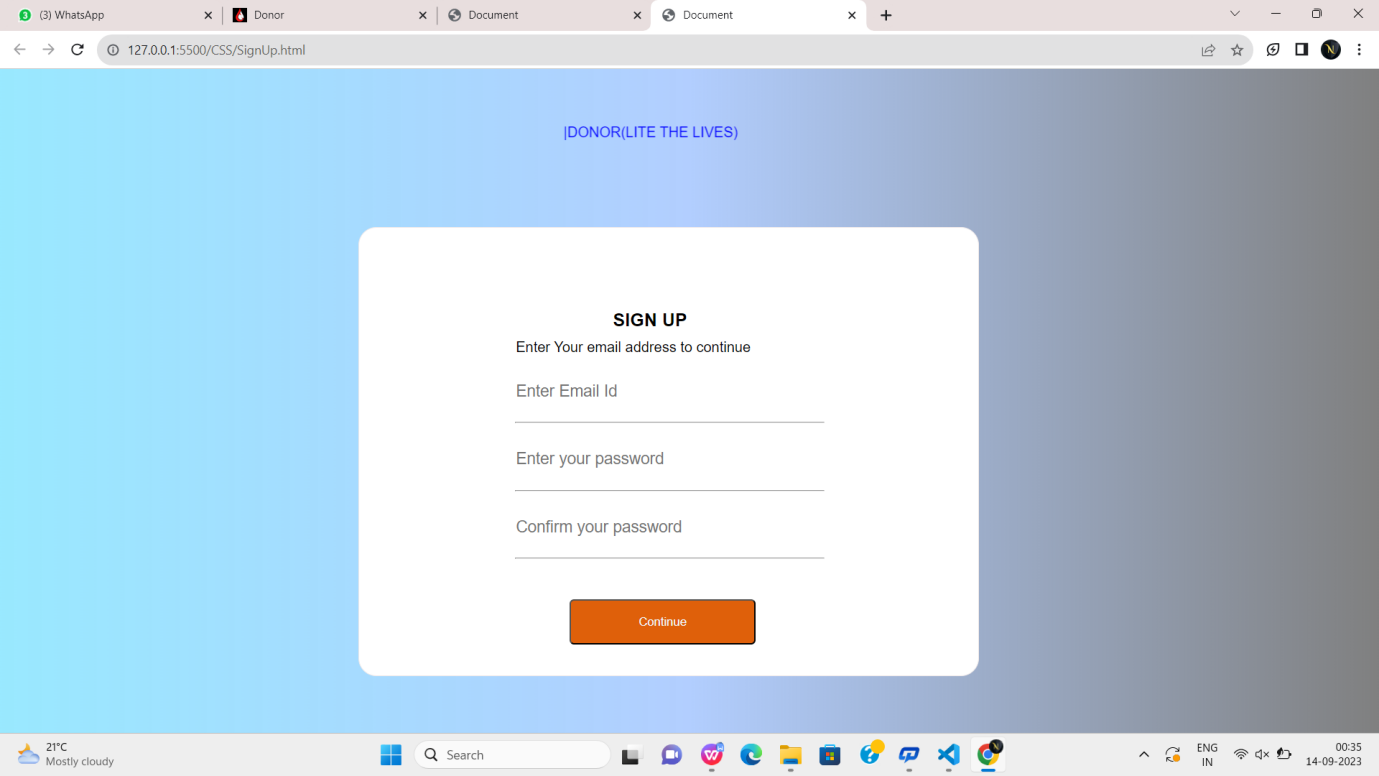 3 (3) WhatsApp
Donor
Document
Document
127.0.0.1:5500/CSS/SignUp.html
N
|DONOR(LITE THE LIVES)
SIGN UP
Enter Your email address to continue
Enter Email Id
Enter your password
Confirm your password
Continue
21°C
Mostly cloudy
Search
ENG
IN
00:35
14-09-2023